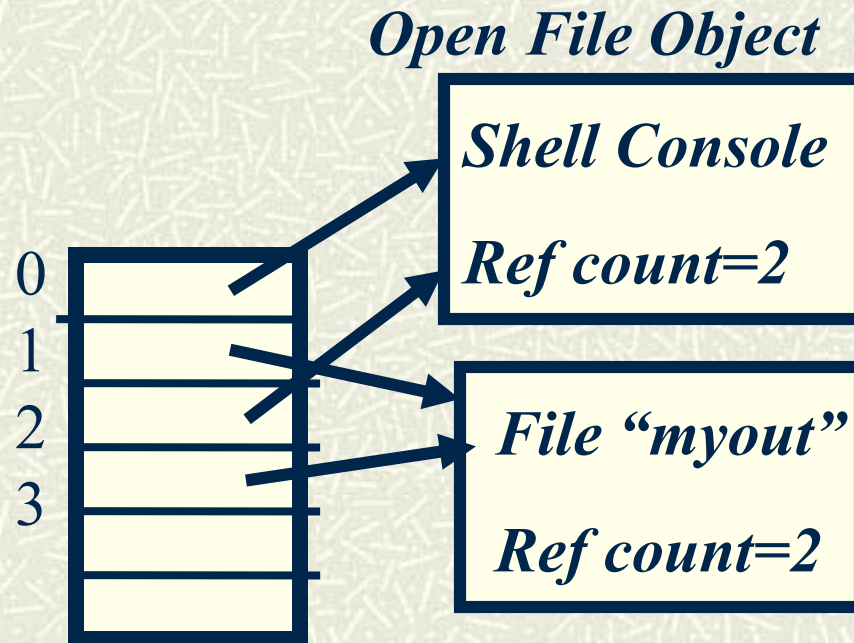 Open File Object
Shell Console
Ref count=2
0
1
2
3
File “myout”
Ref count=2